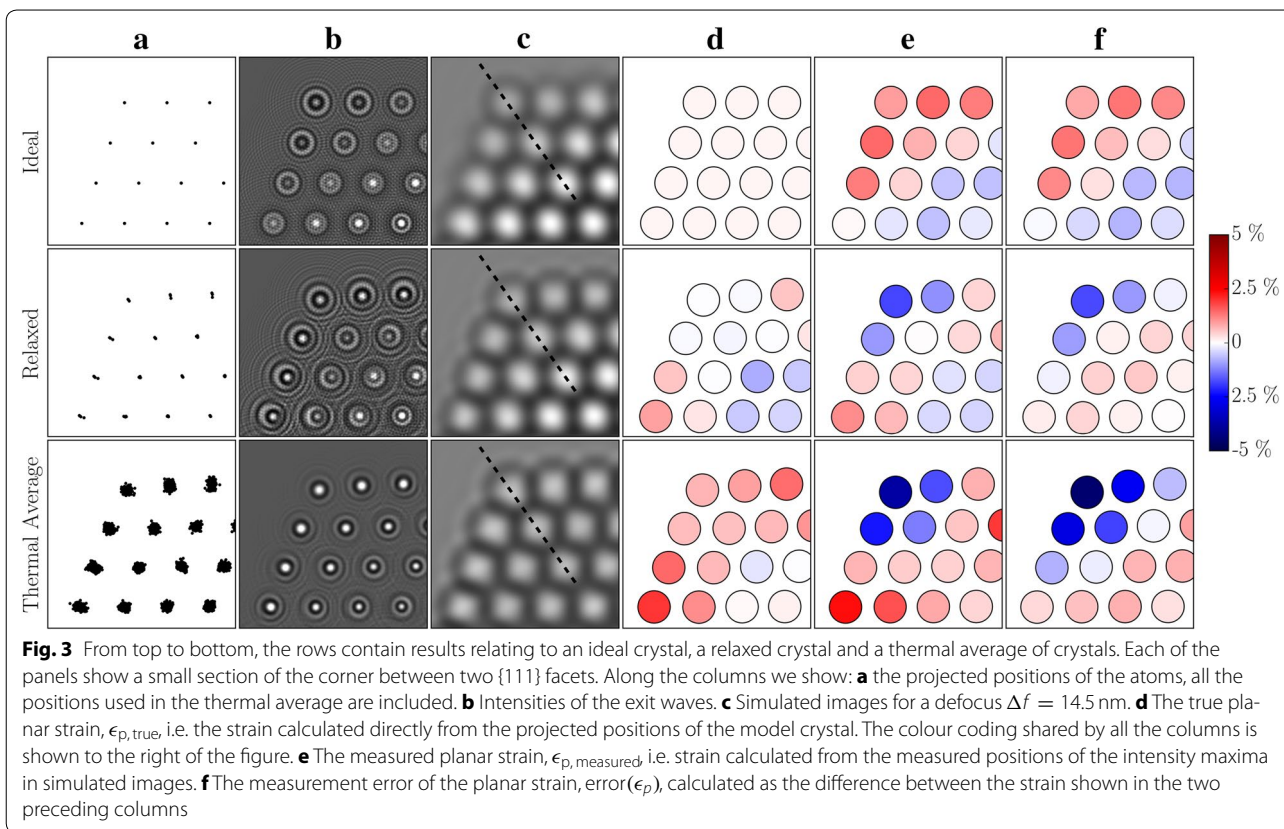 a b c d e f
Ideal
Relaxed
Thermal Average
5 %
2.5 %
0
2.5 %
-5 %
Fig. 3 From top to bottom, the rows contain results relating to an ideal crystal, a relaxed crystal and a thermal average of crystals. Each of the
panels show a small section of the corner between two {111} facets. Along the columns we show: a the projected positions of the atoms, all the
positions used in the thermal average are included. b Intensities of the exit waves. c Simulated images for a defocus Δf = 14.5 nm. d The true pla-
nar strain, ϵp,true, i.e. the strain calculated directly from the projected positions of the model crystal. The colour coding shared by all the columns is
shown to the right of the figure. e The measured planar strain, ϵp,measured, i.e. strain calculated from the measured positions of the intensity maxima
in simulated images. f The measurement error of the planar strain, error(ϵp), calculated as the difference between the strain shown in the two
preceding columns